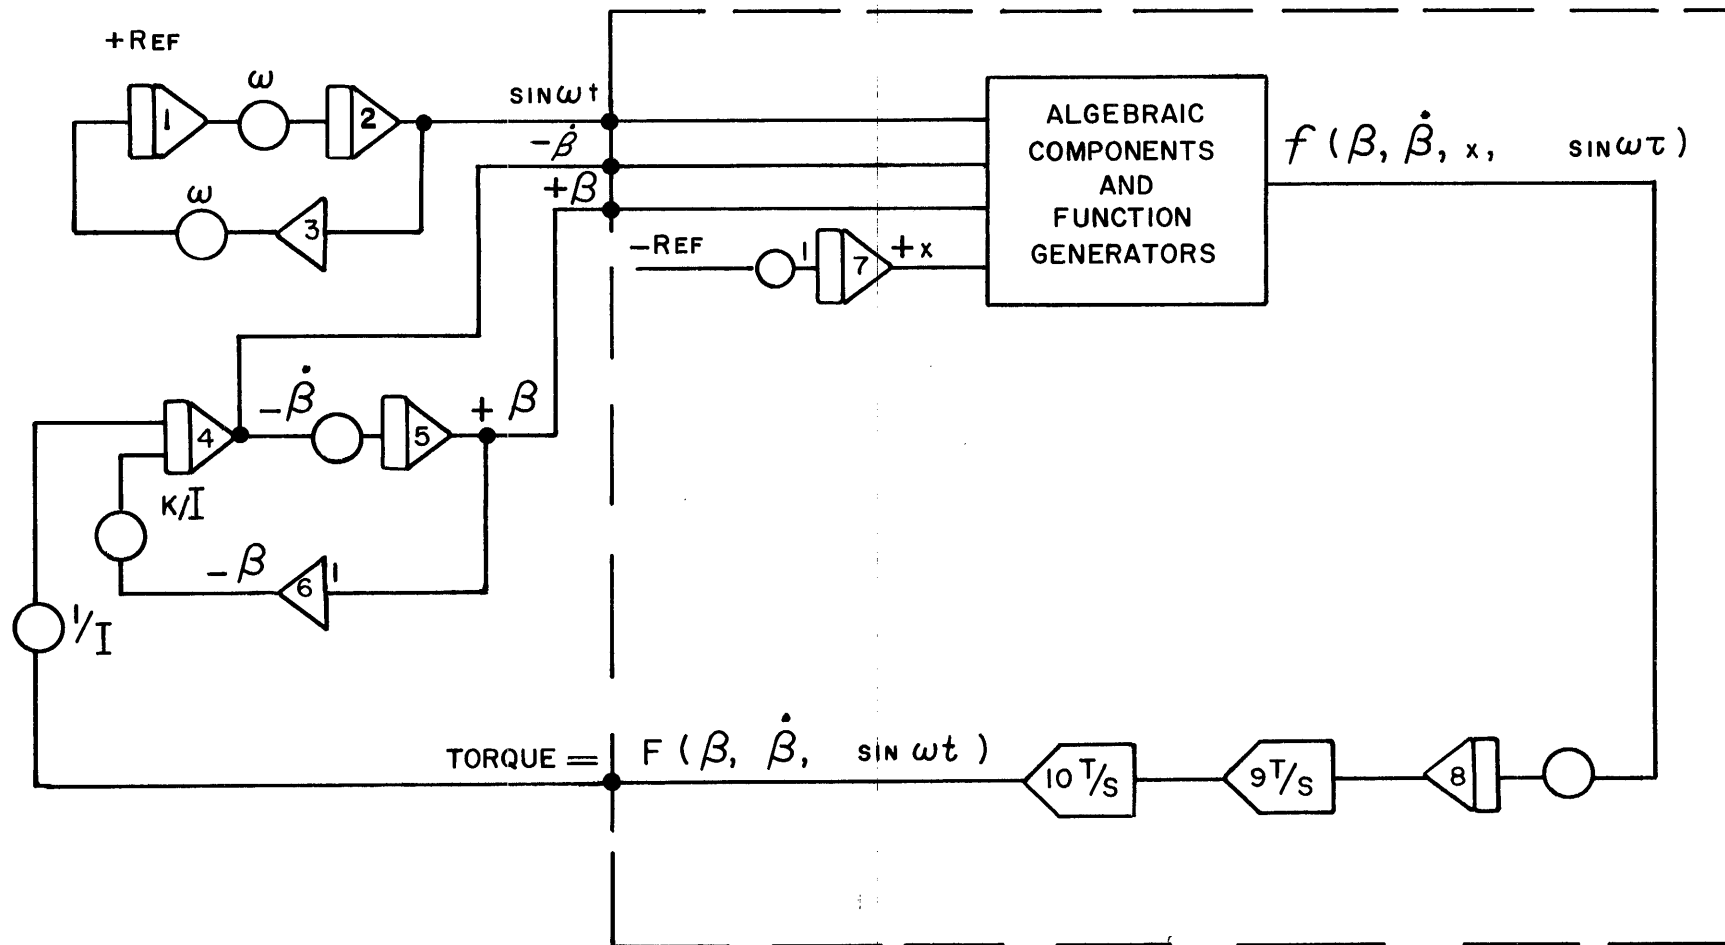 +REF
ω
1
2
ω
3
SIN ωt
-β̇
+β
-REF
1
7
+x
ALGEBRAIC
COMPONENTS
AND
FUNCTION
GENERATORS
f (β, β̇, x, SIN ωτ)
4
-β̇
5
+ β
K/I
-β
6
1
1/I
TORQUE =
F (β, β̇, SIN ωt)
10 T/S
9 T/S
8